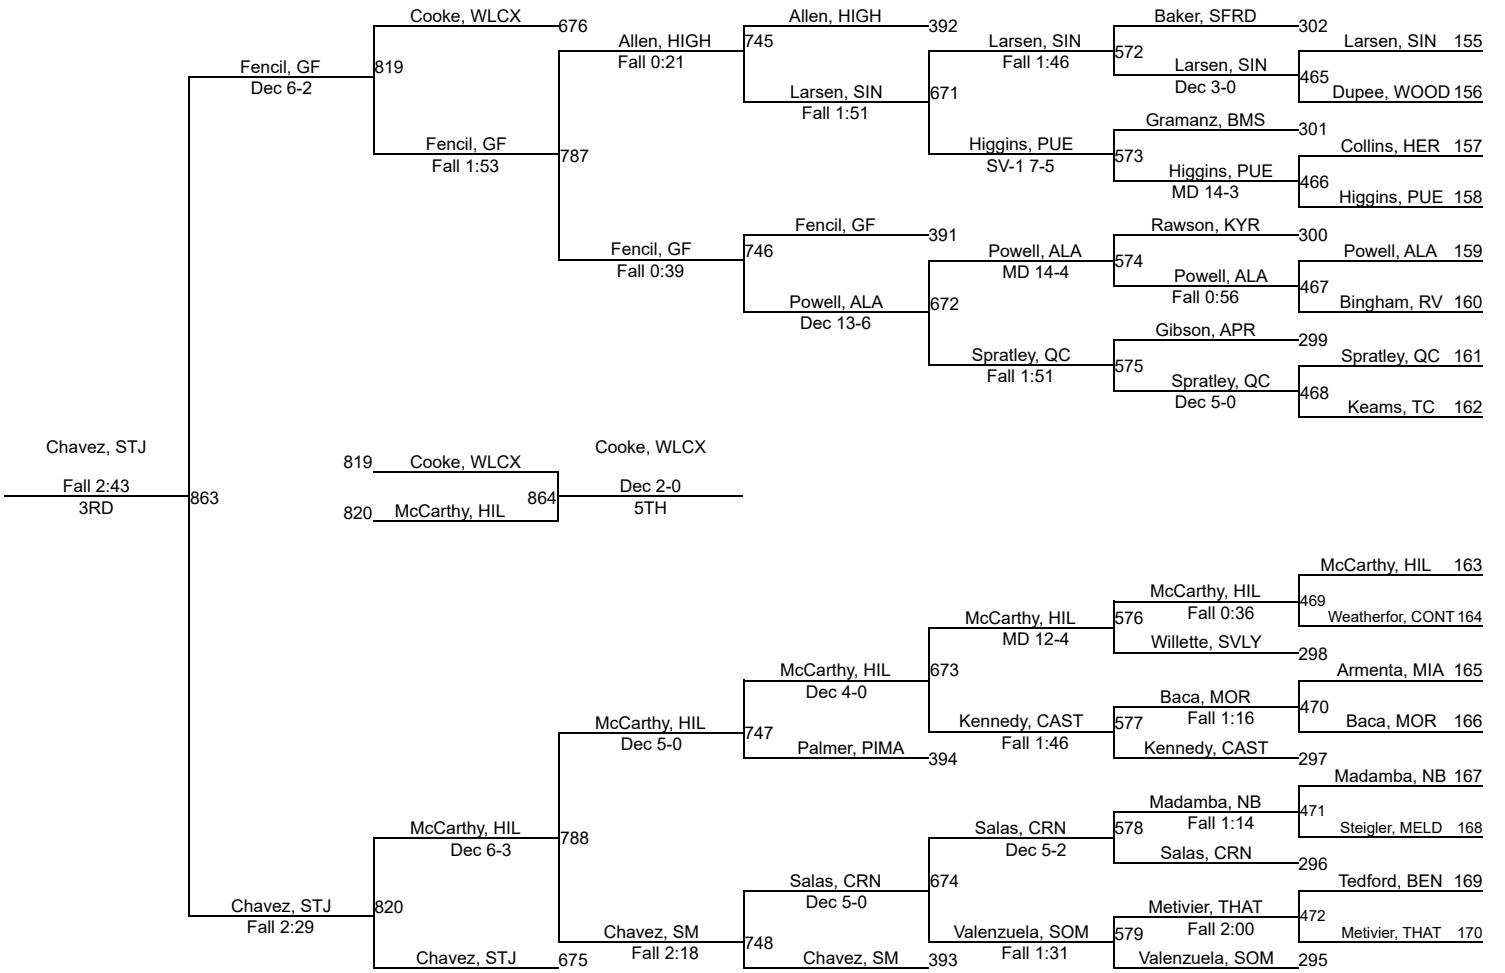 Cooke, WLCX 676
Allen, HIGH 392
Baker, SFRD 302
Fencil, GF
Dec 6-2
819
Allen, HIGH
Fall 0:21
745
Larsen, SIN
Fall 1:46
572
Larsen, SIN 155
Larsen, SIN
Dec 3-0
465
Dupee, WOOD 156
Larsen, SIN
Fall 1:51
671
Gramanz, BMS 301
Fencil, GF
Fall 1:53
787
Higgins, PUE
SV-1 7-5
573
Collins, HER 157
Higgins, PUE
MD 14-3
466
Higgins, PUE 158
Fencil, GF 391
Rawson, KYR 300
Fencil, GF
Fall 0:39
746
Powell, ALA
MD 14-4
574
Powell, ALA 159
Powell, ALA
Fall 0:56
467
Bingham, RV 160
Powell, ALA
Dec 13-6
672
Gibson, APR 299
Spratley, QC
Fall 1:51
575
Spratley, QC 161
Spratley, QC
Dec 5-0
468
Keams, TC 162
Chavez, STJ
Fall 2:43
3RD
863
819 Cooke, WLCX
820 McCarthy, HIL
864
Cooke, WLCX
Dec 2-0
5TH
McCarthy, HIL 163
McCarthy, HIL
Fall 0:36
469
Weatherfor, CONT 164
McCarthy, HIL
MD 12-4
576
Willette, SVLY 298
McCarthy, HIL
Dec 4-0
673
Armenta, MIA 165
Baca, MOR
Fall 1:16
470
Baca, MOR 166
McCarthy, HIL
Dec 5-0
747
Kennedy, CAST
Fall 1:46
577
Kennedy, CAST 297
Palmer, PIMA 394
Madamba, NB 167
Madamba, NB
Fall 1:14
471
Steigler, MELD 168
McCarthy, HIL
Dec 6-3
788
Salas, CRN
Dec 5-2
578
Salas, CRN 296
Salas, CRN
Dec 5-0
674
Tedford, BEN 169
Chavez, STJ
Fall 2:29
820
Metivier, THAT
Fall 2:00
472
Metivier, THAT 170
Chavez, SM
Fall 2:18
748
Valenzuela, SOM
Fall 1:31
579
Chavez, STJ 675
Chavez, SM 393
Valenzuela, SOM 295